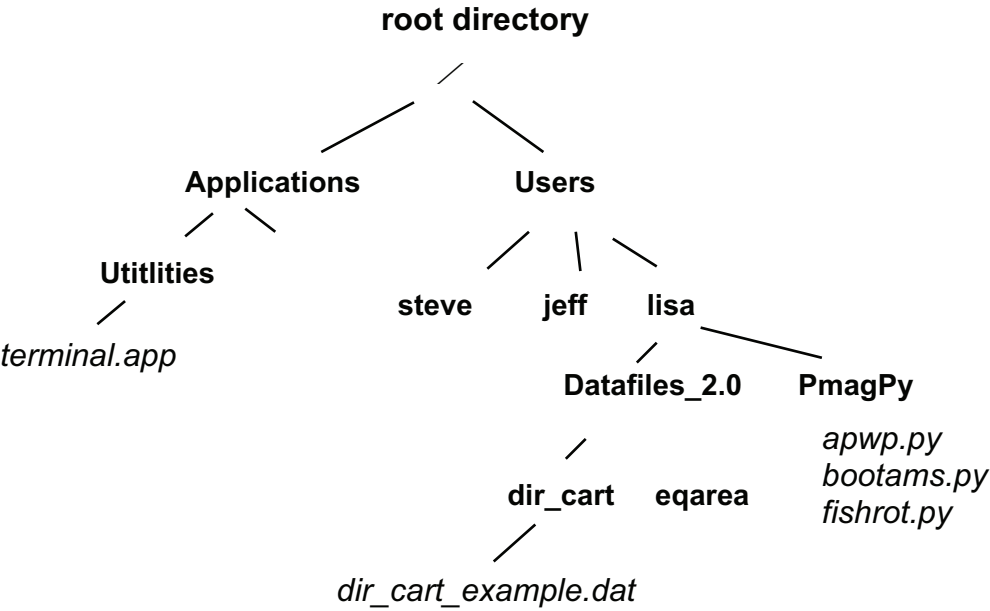 root directory
/
Applications Users
Utitlities
steve jeff lisa
terminal.app
Datafiles_2.0 PmagPy
apwp.py
bootams.py
dir_cart eqarea
fishrot.py
dir_cart_example.dat